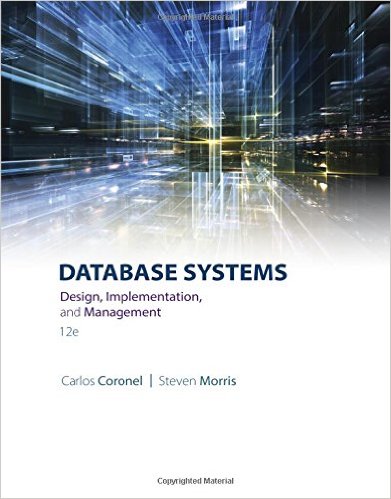 Copyrighted Material
DATABASE SYSTEMS
Design, Implementation,
and Management
12e
Carlos Coronel | Steven Morris
Copyrighted Material